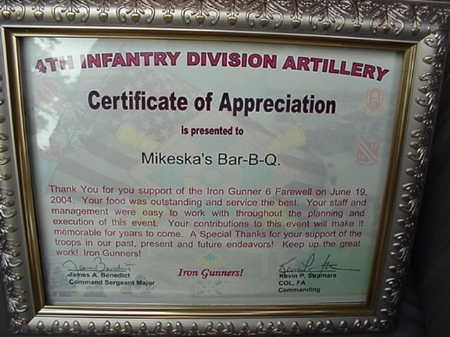 4TH INFANTRY DIVISION ARTILLERY
Certificate of Appreciation
is presented to
Mikeska's Bar-B-Q.
Thank You for you support of the Iron Gunner 6 Farewell on June 19,
2004. Your food was outstanding and service the best. Your staff and
management were easy to work with throughout the planning and
execution of this event. Your contributions to this event will make it
memorable for years to come. A Special Thanks for your support of the
troops in our past, present and future endeavors! Keep up the great
work! Iron Gunners!
James A. Benedict
Command Sergeant Major
Iron Gunners!
Kevin P. Stramara
COL, FA
Commanding